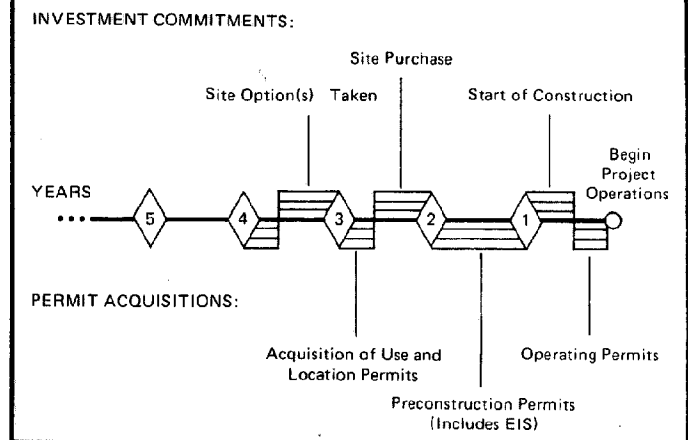 INVESTMENT COMMITMENTS:
Site Purchase
Site Option(s) Taken
Start of Construction
Begin
Project
Operations
YEARS
5
4
3
2
1
PERMIT ACQUISITIONS:
Acquisition of Use and
Location Permits
Operating Permits
Preconstruction Permits
(Includes EIS)